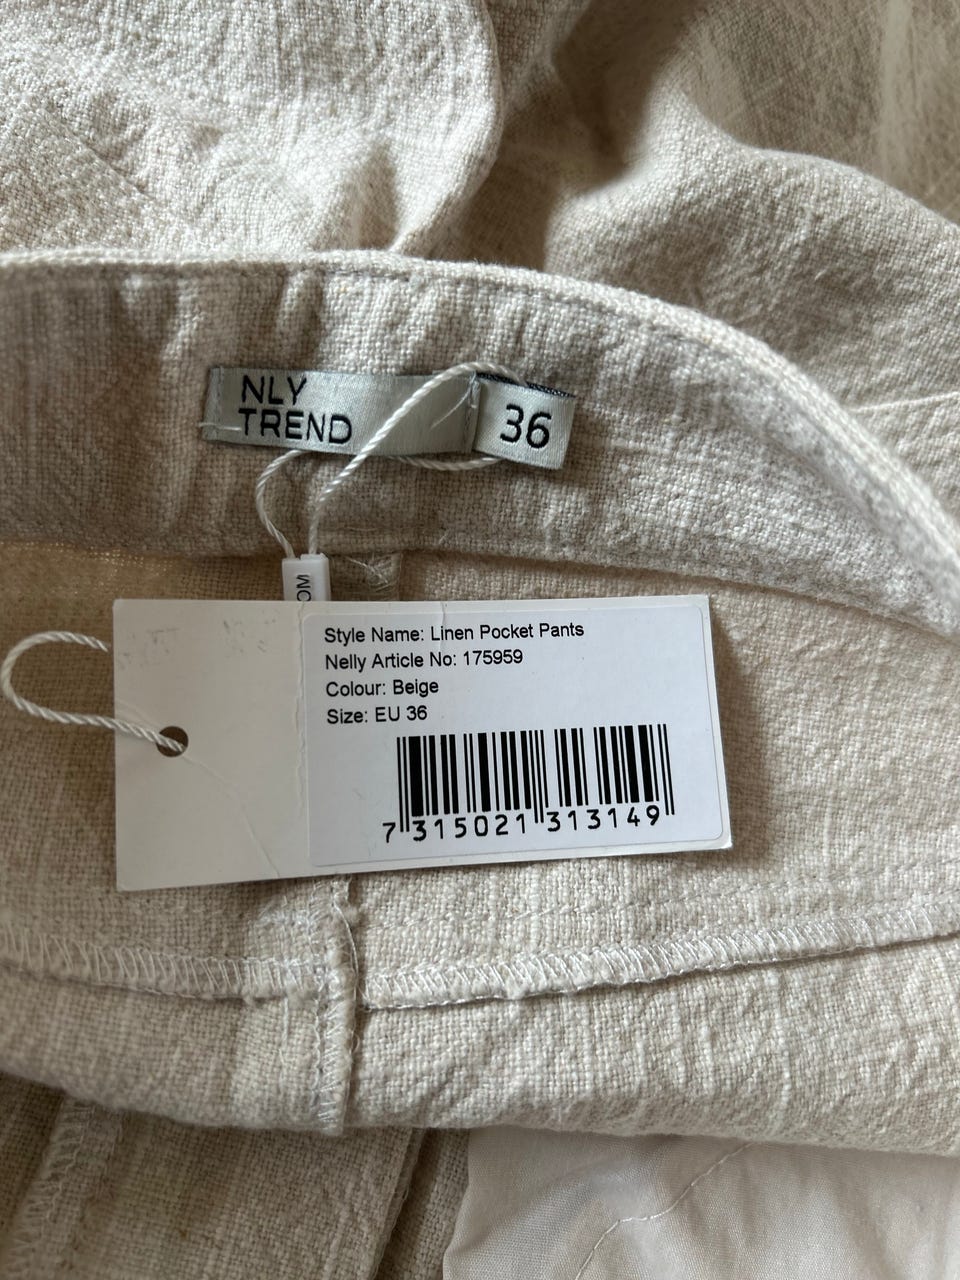 NLY
TREND
36
Style Name: Linen Pocket Pants
Nelly Article No: 175959
Colour: Beige
Size: EU 36
7 315021 313149